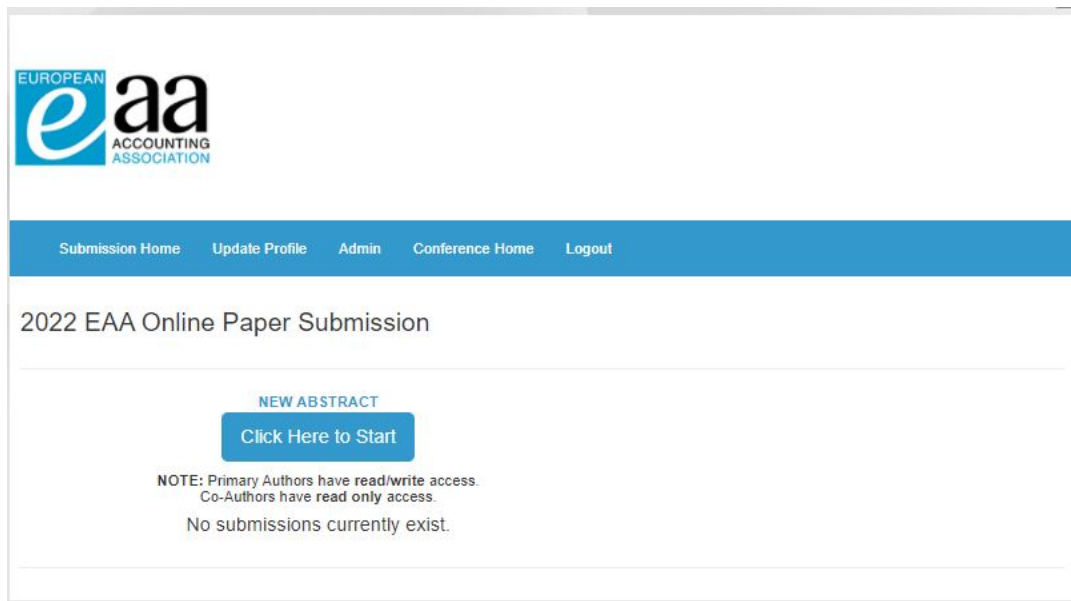 EUROPEAN
eaa
ACCOUNTING
ASSOCIATION
Submission Home Update Profile Admin Conference Home Logout
2022 EAA Online Paper Submission
NEW ABSTRACT
Click Here to Start
NOTE: Primary Authors have read/write access.
Co-Authors have read only access.
No submissions currently exist.